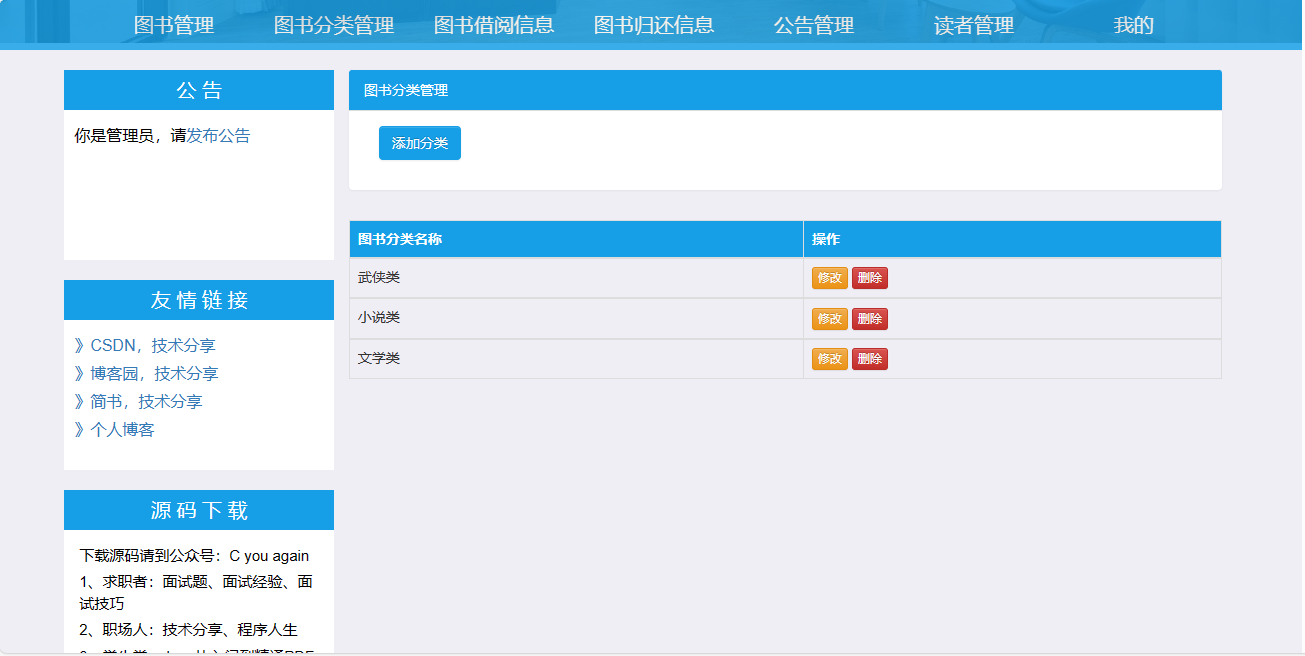 图书管理 图书分类管理 图书借阅信息 图书归还信息 公告管理 读者管理 我的
公 告
你是管理员，请发布公告
友 情 链 接
》CSDN，技术分享
》博客园，技术分享
》简书，技术分享
》个人博客
源 码 下 载
下载源码请到公众号：C you again
1、求职者：面试题、面试经验、面
试技巧
2、职场人：技术分享、程序人生
图书分类管理
添加分类
图书分类名称 操作
武侠类 修改 删除
小说类 修改 删除
文学类 修改 删除